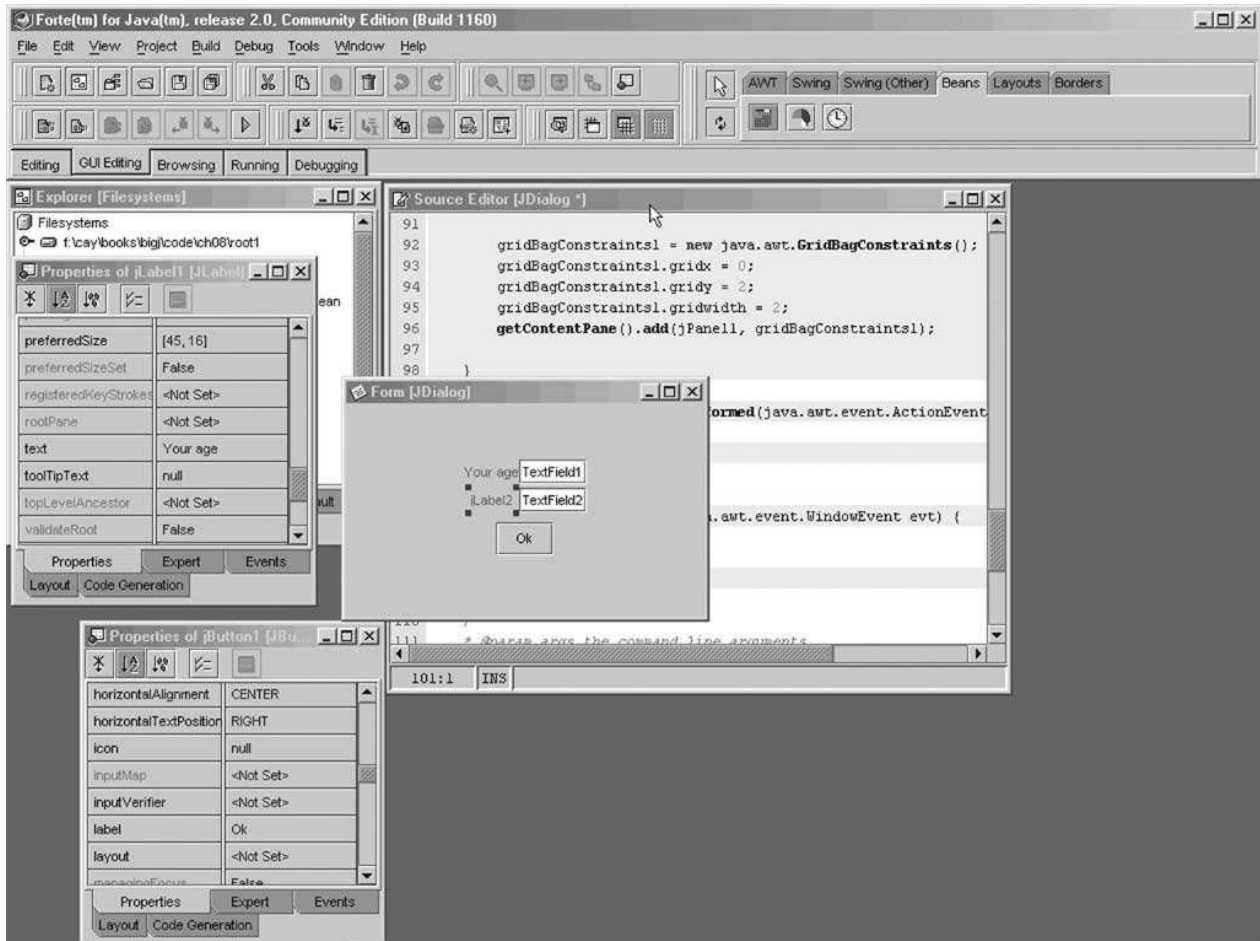 Forte(tm) for Java(tm), release 2.0, Community Edition (Build 1160)
File Edit View Project Build Debug Tools Window Help
AWT Swing Swing (Other) Beans Layouts Borders
Editing GUI Editing Browsing Running Debugging
Explorer [Filesystems]
Filesystems
f:\cay\books\bigj\code\ch08\root1
ean
ault
Properties of jLabel1 [JLabel]
preferredSize [45, 16]
preferredSizeSet False
registeredKeyStrokes <Not Set>
rootPane <Not Set>
text Your age
toolTipText null
topLevelAncestor <Not Set>
validateRoot False
Properties Expert Events
Layout Code Generation
Source Editor [JDialog *]
91
92 gridBagConstraints1 = new java.awt.GridBagConstraints();
93 gridBagConstraints1.gridx = 0;
94 gridBagConstraints1.gridy = 2;
95 gridBagConstraints1.gridwidth = 2;
96 getContentPane().add(jPanel1, gridBagConstraints1);
97
98 }
ormed(java.awt.event.ActionEvent
.awt.event.WindowEvent evt) {
110
111 * @param args the command line arguments
101:1 INS
Form [JDialog]
Your age TextField1
jLabel2 TextField2
Ok
Properties of jButton1 [JBu...
horizontalAlignment CENTER
horizontalTextPosition RIGHT
icon null
inputMap <Not Set>
inputVerifier <Not Set>
label Ok
layout <Not Set>
managingFocus False
Properties Expert Events
Layout Code Generation